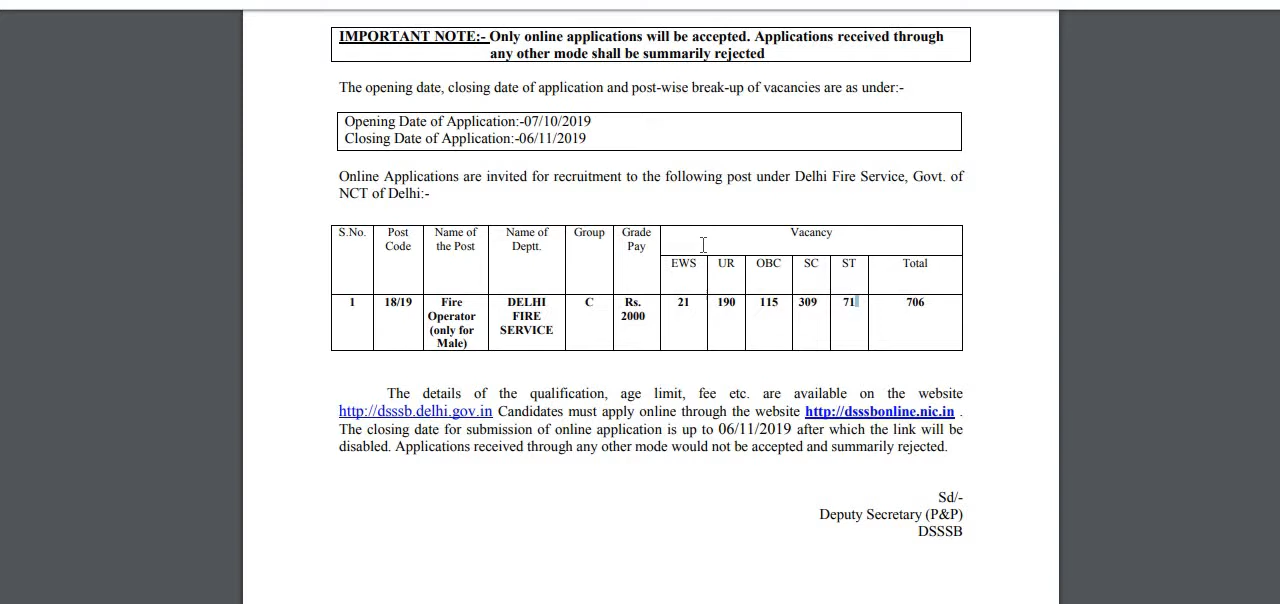 IMPORTANT NOTE:- Only online applications will be accepted. Applications received through
any other mode shall be summarily rejected
The opening date, closing date of application and post-wise break-up of vacancies are as under:-
Opening Date of Application:-07/10/2019
Closing Date of Application:-06/11/2019
Online Applications are invited for recruitment to the following post under Delhi Fire Service, Govt. of
NCT of Delhi:-
S.No. Post Name of Name of Group Grade Vacancy
Code the Post Deptt. Pay
EWS UR OBC SC ST Total
1 18/19 Fire DELHI C Rs. 21 190 115 309 71 706
Operator FIRE 2000
(only for SERVICE
Male)
The details of the qualification, age limit, fee etc. are available on the website
http://dsssb.delhi.gov.in Candidates must apply online through the website http://dsssbonline.nic.in .
The closing date for submission of online application is up to 06/11/2019 after which the link will be
disabled. Applications received through any other mode would not be accepted and summarily rejected.
Sd/-
Deputy Secretary (P&P)
DSSSB